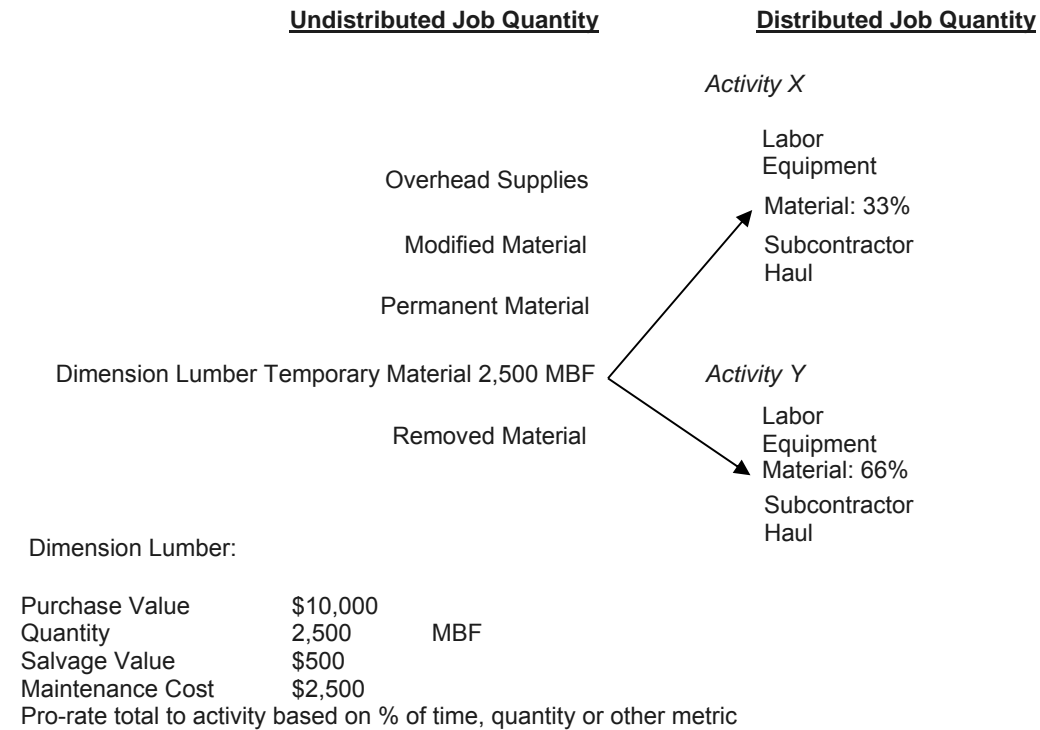 Undistributed Job Quantity Distributed Job Quantity
Activity X
Labor
Equipment
Overhead Supplies
Material: 33%
Modified Material
Subcontractor
Haul
Permanent Material
Dimension Lumber Temporary Material 2,500 MBF
Activity Y
Labor
Removed Material
Equipment
Material: 66%
Subcontractor
Haul
Dimension Lumber:
Purchase Value $10,000
Quantity 2,500 MBF
Salvage Value $500
Maintenance Cost $2,500
Pro-rate total to activity based on % of time, quantity or other metric